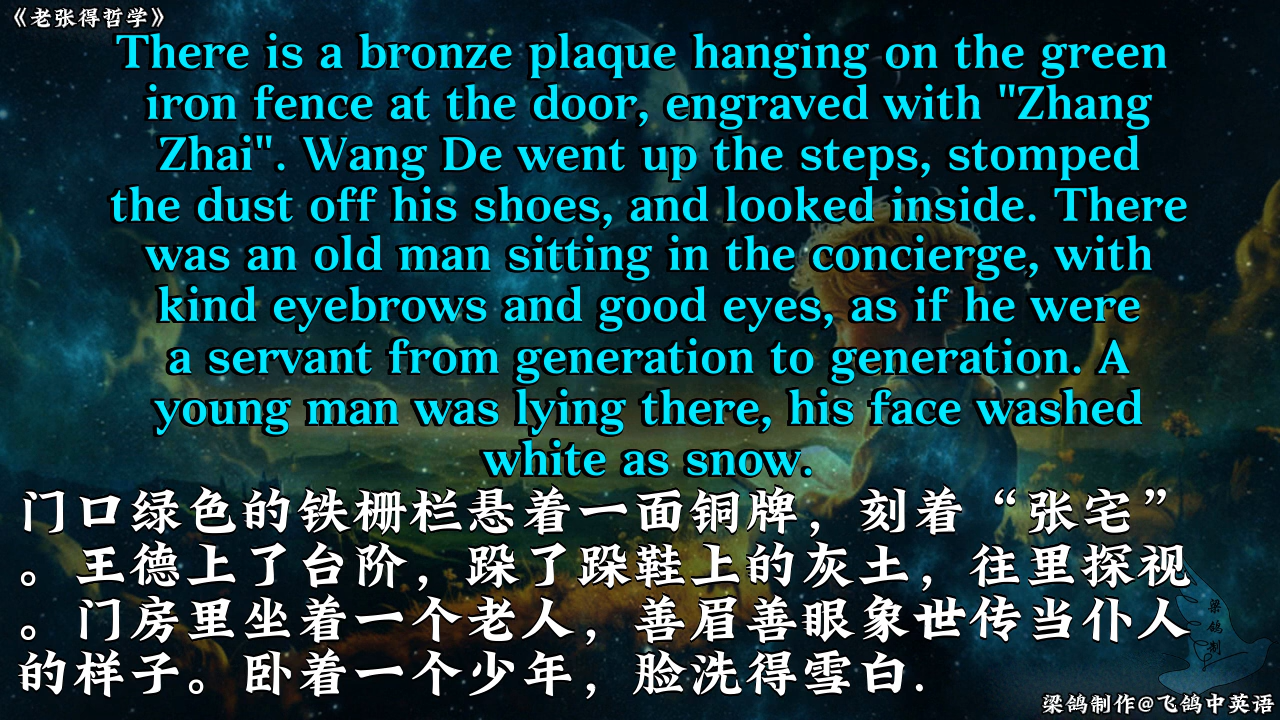 《老张得哲学》
There is a bronze plaque hanging on the green
iron fence at the door, engraved with "Zhang
Zhai". Wang De went up the steps, stomped
the dust off his shoes, and looked inside. There
was an old man sitting in the concierge, with
kind eyebrows and good eyes, as if he were
a servant from generation to generation. A
young man was lying there, his face washed
white as snow.
门口绿色的铁栅栏悬着一面铜牌，刻着“张宅”
。王德上了台阶，跺了跺鞋上的灰土，往里探视
。门房里坐着一个老人，善眉善眼象世传当仆人
的样子。卧着一个少年，脸洗得雪白.
梁鸽制
梁鸽制作@飞鸽中英语